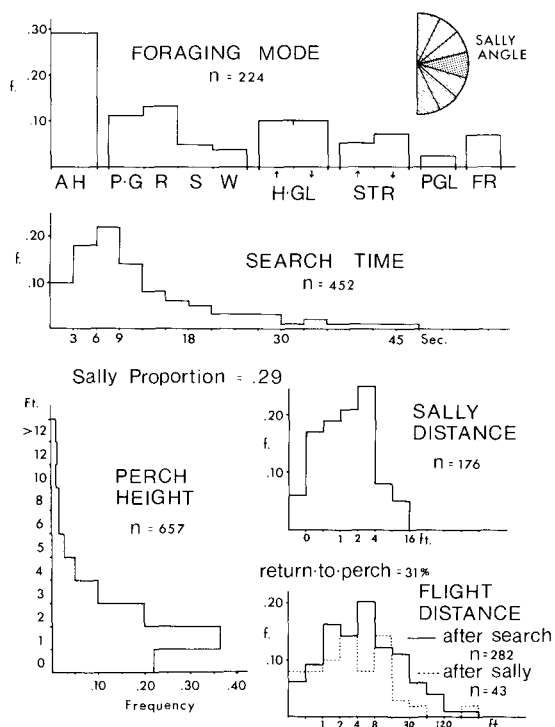 FORAGING MODE
n = 224
SALLY
ANGLE
f.
.30
.10
AH P·G R S W H·GL STR PGL FR
SEARCH TIME
n = 452
f.
.20
.10
3 6 9 18 30 45 Sec.
Sally Proportion = .29
Ft.
>12
12
10
8
6
5
4
3
2
1
0
PERCH
HEIGHT
n = 657
.10 .20 .30 .40
Frequency
SALLY
DISTANCE
n = 176
.20
f.
.10
0 1 2 4 16 ft.
return·to·perch = 31%
FLIGHT
DISTANCE
after search
n = 282
after sally
n = 43
.20
f.
.10
1 2 4 8 30 120 ft